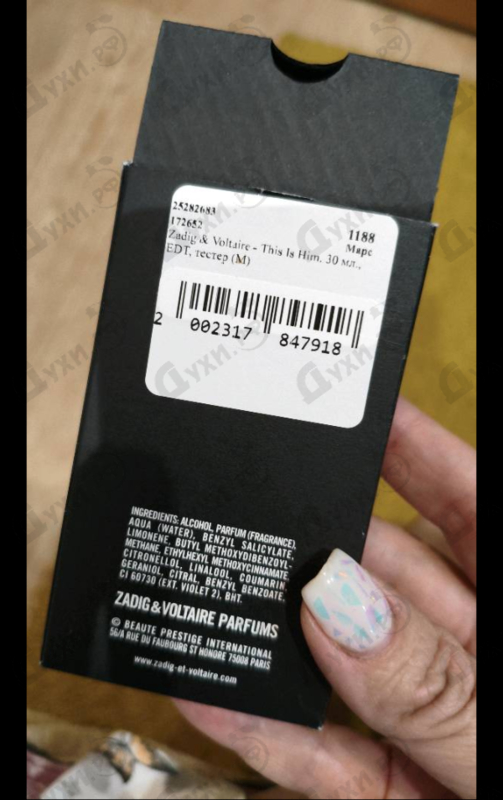 25282683
172652
1188
Марс
Zadig & Voltaire - This Is Him. 30 мл.,
EDT, тестер (М)
2 002317 847918
INGREDIENTS: ALCOHOL, PARFUM (FRAGRANCE),
AQUA (WATER), BENZYL SALICYLATE,
LIMONENE, BUTYL METHOXYDIBENZOYL-
METHANE, ETHYLHEXYL METHOXYCINNAMATE,
CITRONELLOL, LINALOOL, COUMARIN,
GERANIOL, CITRAL, BENZYL BENZOATE,
CI 60730 (EXT. VIOLET 2), BHT.
ZADIG&VOLTAIRE PARFUMS
© BEAUTE PRESTIGE INTERNATIONAL
56/A RUE DU FAUBOURG ST HONORE 75008 PARIS
www.zadig-et-voltaire.com
Духи.рф